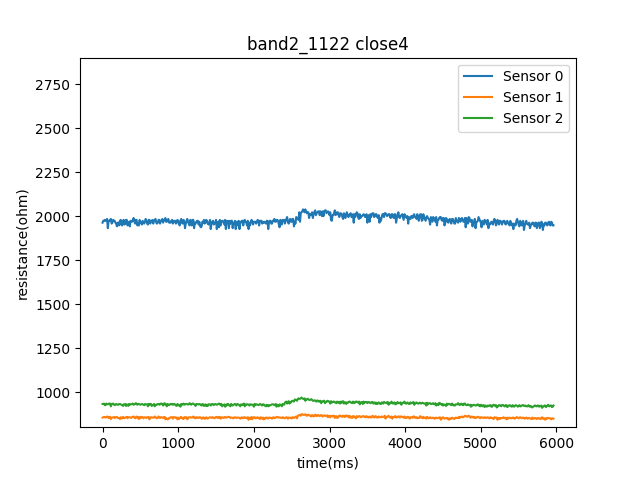 band2_1122 close4
Sensor 0
Sensor 1
Sensor 2
resistance(ohm)
2750
2500
2250
2000
1750
1500
1250
1000
0 1000 2000 3000 4000 5000 6000
time(ms)